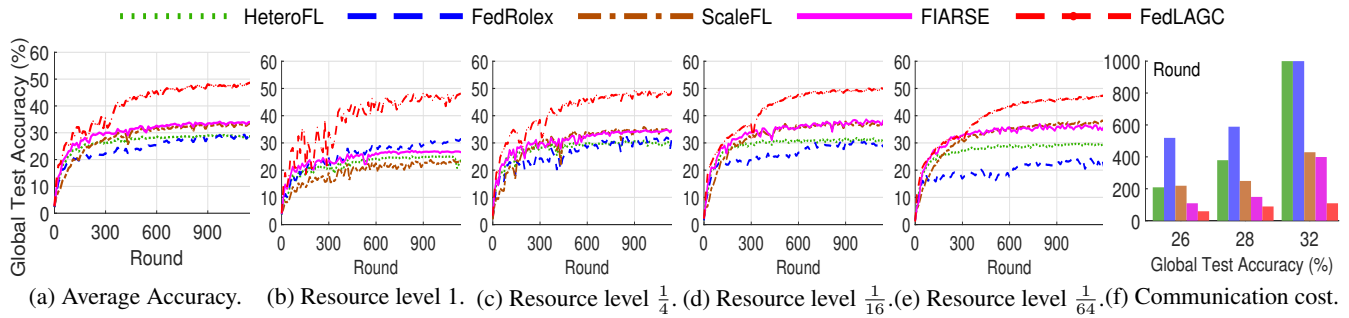 HeteroFL FedRolex ScaleFL FIARSE FedLAGC
Global Test Accuracy (%)
60
50
40
30
20
10
0
0 300 600 900
Round
(a) Average Accuracy.
60
50
40
30
20
10
0
0 300 600 900
Round
(b) Resource level 1.
60
50
40
30
20
10
0
0 300 600 900
Round
(c) Resource level 1/4.
60
50
40
30
20
10
0
0 300 600 900
Round
(d) Resource level 1/16.
60
50
40
30
20
10
0
0 300 600 900
Round
(e) Resource level 1/64.
1000
800
600
400
200
0
Round
26 28 32
Global Test Accuracy (%)
(f) Communication cost.